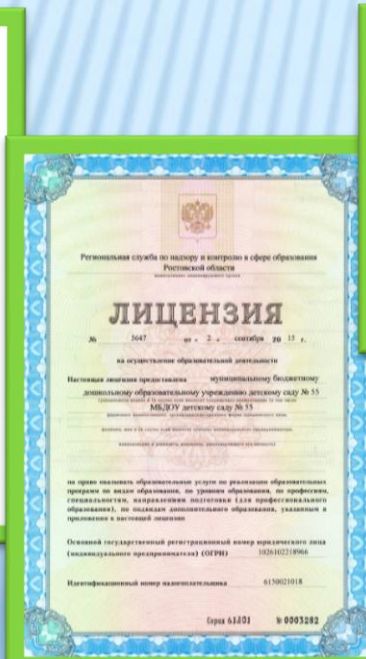 Региональная служба по надзору и контролю в сфере образования
Ростовской области
ЛИЦЕНЗИЯ
№ 5647 от « 2 » сентября 20 15 г.
на осуществление образовательной деятельности
Настоящая лицензия предоставлена муниципальному бюджетному
дошкольному образовательному учреждению детскому саду № 55
МБДОУ детскому саду № 55
на право оказывать образовательные услуги по реализации образовательных
программ по видам образования, по уровням образования, по профессиям,
специальностям, направлениям подготовки (для профессионального
образования), по подвидам дополнительного образования, указанным в
приложении к настоящей лицензии
Основной государственный регистрационный номер юридического лица
(индивидуального предпринимателя) (ОГРН) 1026102218966
Идентификационный номер налогоплательщика 6150021018
Серия 61Л01 № 0003282